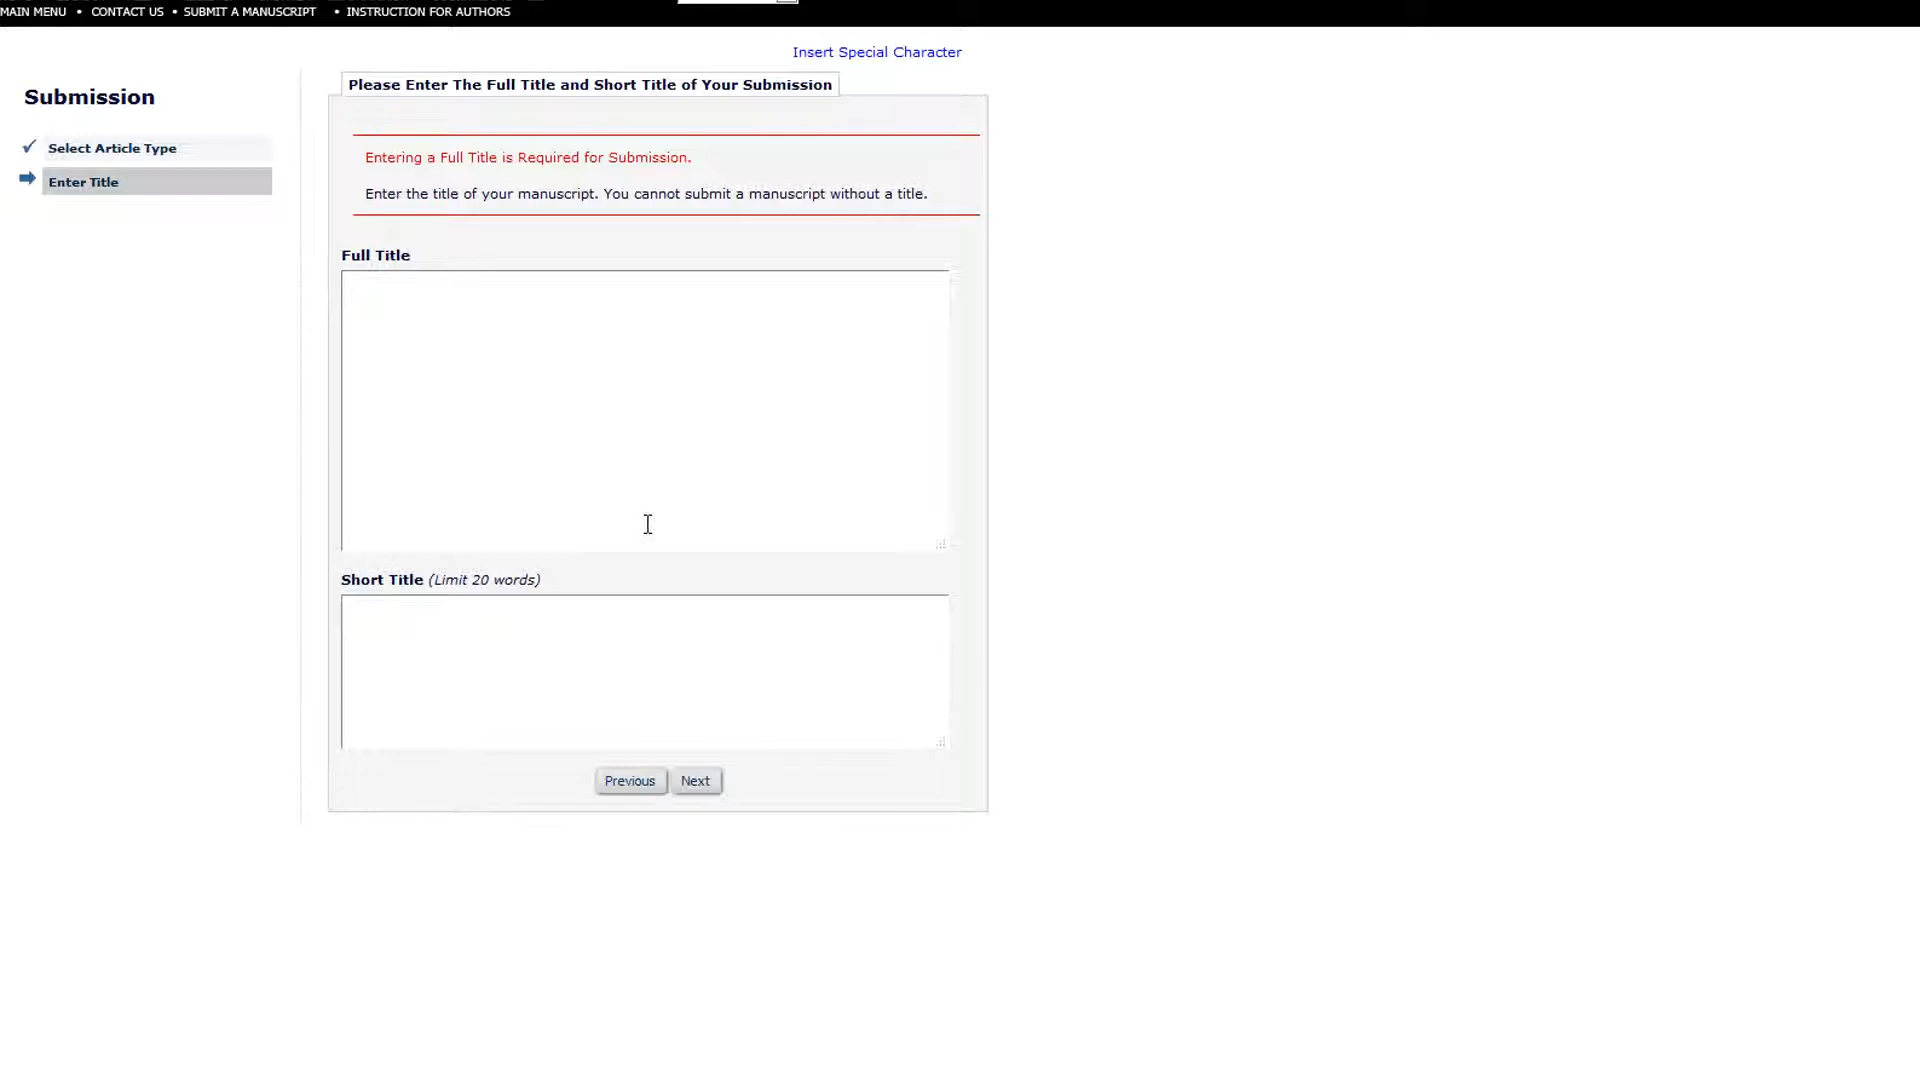 MAIN MENU • CONTACT US • SUBMIT A MANUSCRIPT • INSTRUCTION FOR AUTHORS
Insert Special Character
Please Enter The Full Title and Short Title of Your Submission
Submission
Select Article Type
Enter Title
Entering a Full Title is Required for Submission.
Enter the title of your manuscript. You cannot submit a manuscript without a title.
Full Title
Short Title (Limit 20 words)
Previous Next